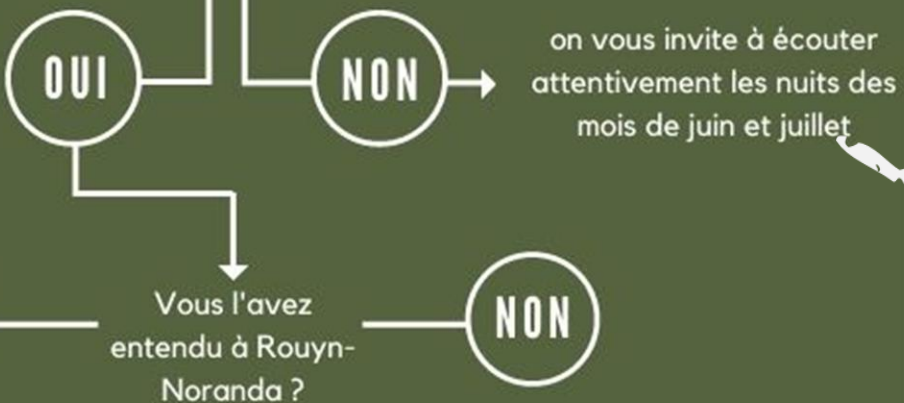 OUI
NON
on vous invite à écouter
attentivement les nuits des
mois de juin et juillet
Vous l'avez
entendu à Rouyn-
Noranda ?
NON